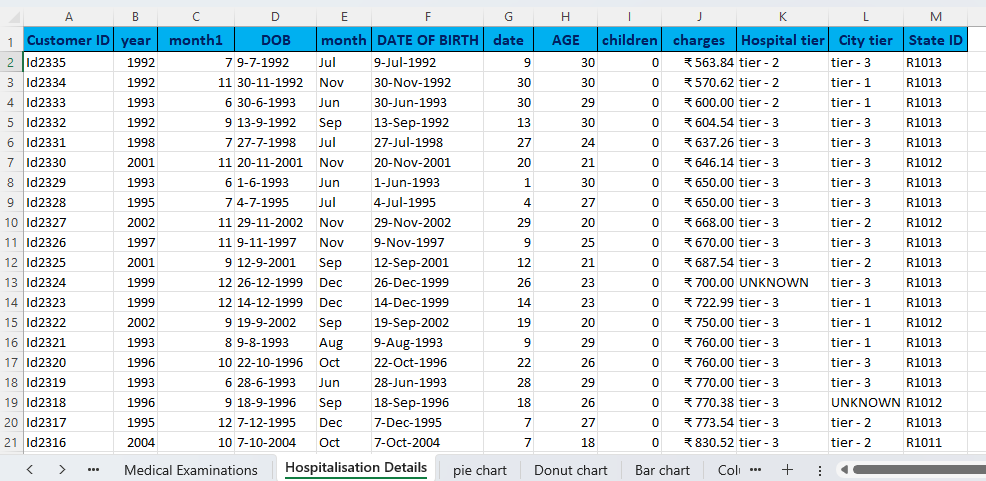 A B C D E F G H I J K L M
1 Customer ID year month1 DOB month DATE OF BIRTH date AGE children charges Hospital tier City tier State ID
2 Id2335 1992 7 9-7-1992 Jul 9-Jul-1992 9 30 0 ₹ 563.84 tier - 2 tier - 3 R1013
3 Id2334 1992 11 30-11-1992 Nov 30-Nov-1992 30 30 0 ₹ 570.62 tier - 2 tier - 1 R1013
4 Id2333 1993 6 30-6-1993 Jun 30-Jun-1993 30 29 0 ₹ 600.00 tier - 2 tier - 1 R1013
5 Id2332 1992 9 13-9-1992 Sep 13-Sep-1992 13 30 0 ₹ 604.54 tier - 3 tier - 3 R1013
6 Id2331 1998 7 27-7-1998 Jul 27-Jul-1998 27 24 0 ₹ 637.26 tier - 3 tier - 3 R1013
7 Id2330 2001 11 20-11-2001 Nov 20-Nov-2001 20 21 0 ₹ 646.14 tier - 3 tier - 3 R1012
8 Id2329 1993 6 1-6-1993 Jun 1-Jun-1993 1 30 0 ₹ 650.00 tier - 3 tier - 3 R1013
9 Id2328 1995 7 4-7-1995 Jul 4-Jul-1995 4 27 0 ₹ 650.00 tier - 3 tier - 3 R1013
10 Id2327 2002 11 29-11-2002 Nov 29-Nov-2002 29 20 0 ₹ 668.00 tier - 3 tier - 2 R1012
11 Id2326 1997 11 9-11-1997 Nov 9-Nov-1997 9 25 0 ₹ 670.00 tier - 3 tier - 3 R1013
12 Id2325 2001 9 12-9-2001 Sep 12-Sep-2001 12 21 0 ₹ 687.54 tier - 3 tier - 2 R1013
13 Id2324 1999 12 26-12-1999 Dec 26-Dec-1999 26 23 0 ₹ 700.00 UNKNOWN tier - 3 R1013
14 Id2323 1999 12 14-12-1999 Dec 14-Dec-1999 14 23 0 ₹ 722.99 tier - 3 tier - 1 R1013
15 Id2322 2002 9 19-9-2002 Sep 19-Sep-2002 19 20 0 ₹ 750.00 tier - 3 tier - 1 R1012
16 Id2321 1993 8 9-8-1993 Aug 9-Aug-1993 9 29 0 ₹ 760.00 tier - 3 tier - 1 R1013
17 Id2320 1996 10 22-10-1996 Oct 22-Oct-1996 22 26 0 ₹ 760.00 tier - 3 tier - 3 R1013
18 Id2319 1993 6 28-6-1993 Jun 28-Jun-1993 28 29 0 ₹ 770.00 tier - 3 tier - 3 R1013
19 Id2318 1996 9 18-9-1996 Sep 18-Sep-1996 18 26 0 ₹ 770.38 tier - 3 UNKNOWN R1012
20 Id2317 1995 12 7-12-1995 Dec 7-Dec-1995 7 27 0 ₹ 773.54 tier - 3 tier - 2 R1013
21 Id2316 2004 10 7-10-2004 Oct 7-Oct-2004 7 18 0 ₹ 830.52 tier - 3 tier - 2 R1011
Medical Examinations Hospitalisation Details pie chart Donut chart Bar chart